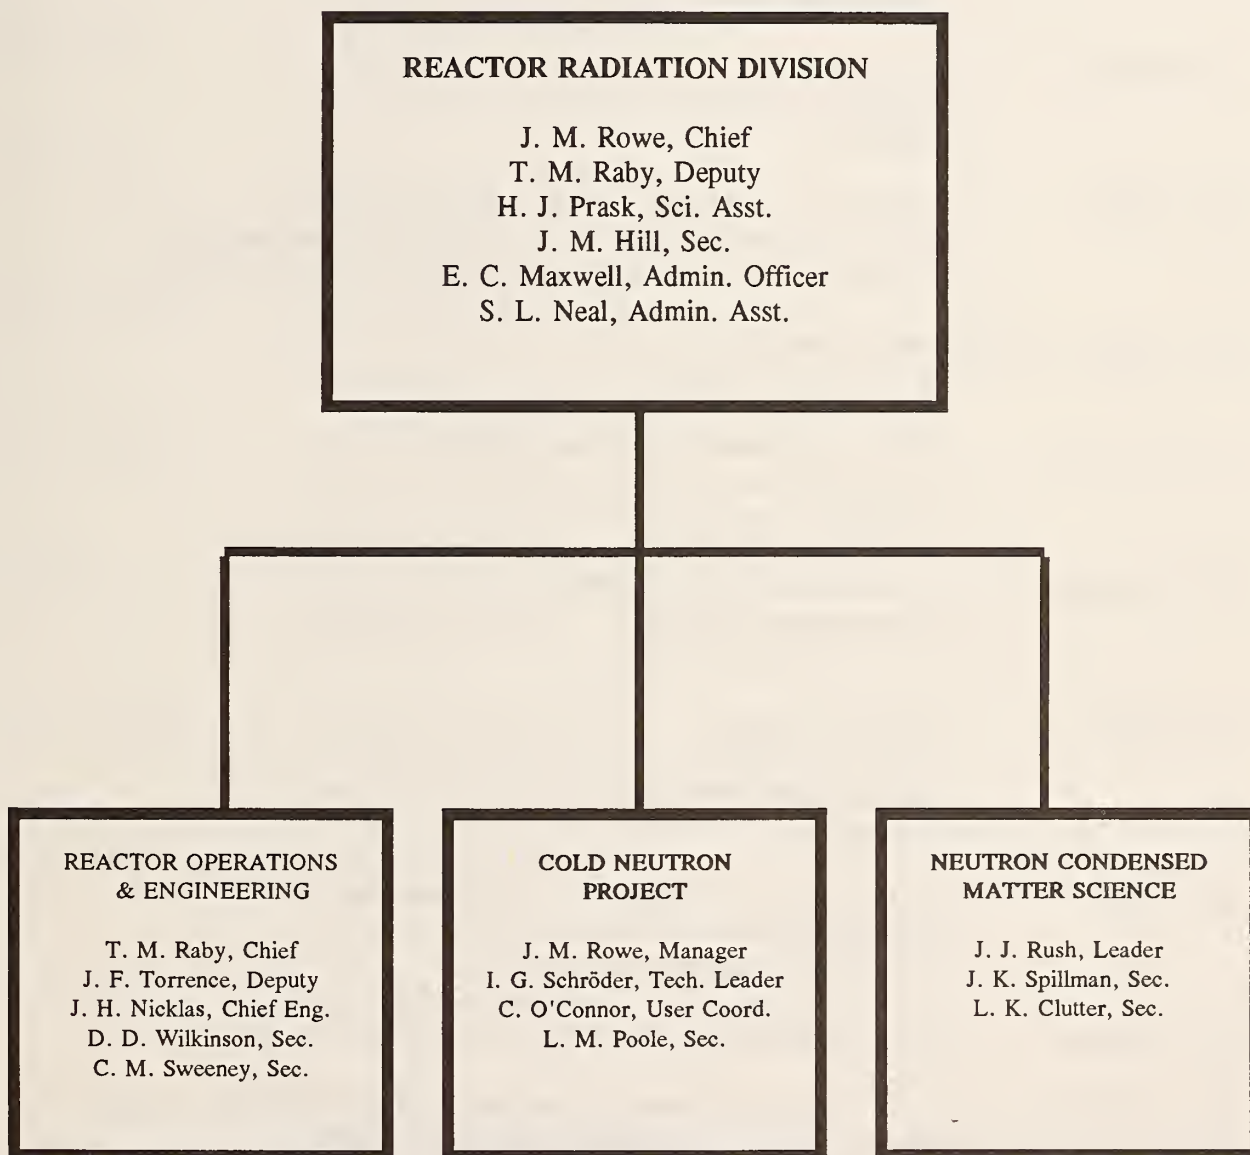 REACTOR RADIATION DIVISION
J. M. Rowe, Chief
T. M. Raby, Deputy
H. J. Prask, Sci. Asst.
J. M. Hill, Sec.
E. C. Maxwell, Admin. Officer
S. L. Neal, Admin. Asst.
REACTOR OPERATIONS
& ENGINEERING
T. M. Raby, Chief
J. F. Torrence, Deputy
J. H. Nicklas, Chief Eng.
D. D. Wilkinson, Sec.
C. M. Sweeney, Sec.
COLD NEUTRON
PROJECT
J. M. Rowe, Manager
I. G. Schröder, Tech. Leader
C. O'Connor, User Coord.
L. M. Poole, Sec.
NEUTRON CONDENSED
MATTER SCIENCE
J. J. Rush, Leader
J. K. Spillman, Sec.
L. K. Clutter, Sec.